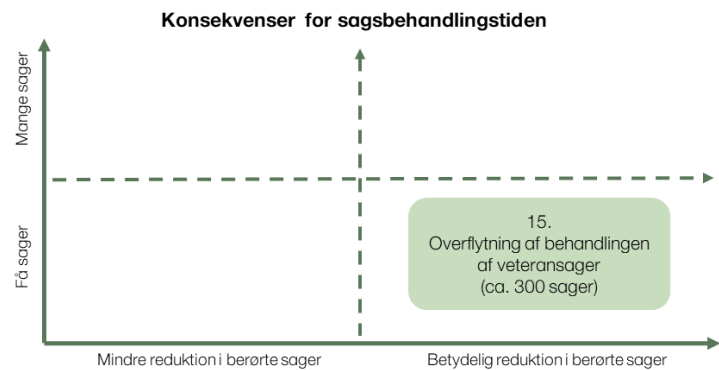 Konsekvenser for sagsbehandlingstiden
Mange sager
Få sager
15.
Overflytning af behandlingen
af veteransager
(ca. 300 sager)
Mindre reduktion i berørte sager
Betydelig reduktion i berørte sager